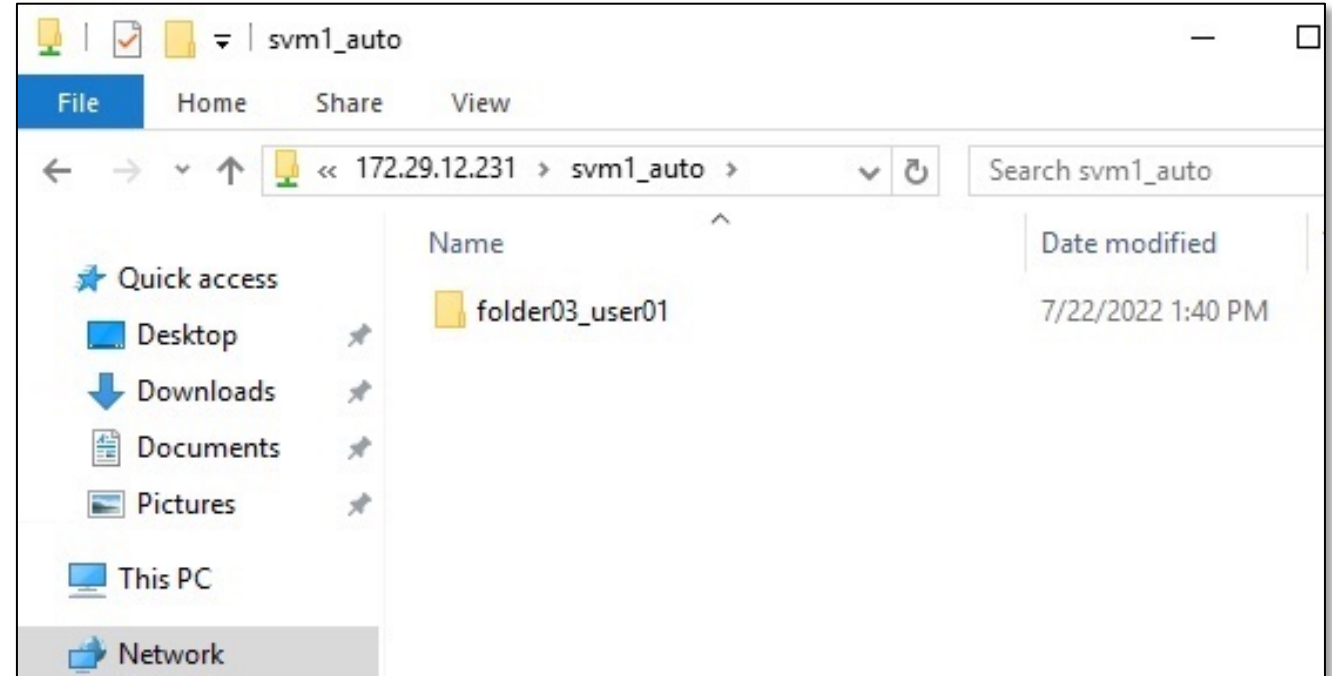 svm1_auto
File Home Share View
« 172.29.12.231 > svm1_auto >
Search svm1_auto
Name Date modified
Quick access
folder03_user01 7/22/2022 1:40 PM
Desktop
Downloads
Documents
Pictures
This PC
Network